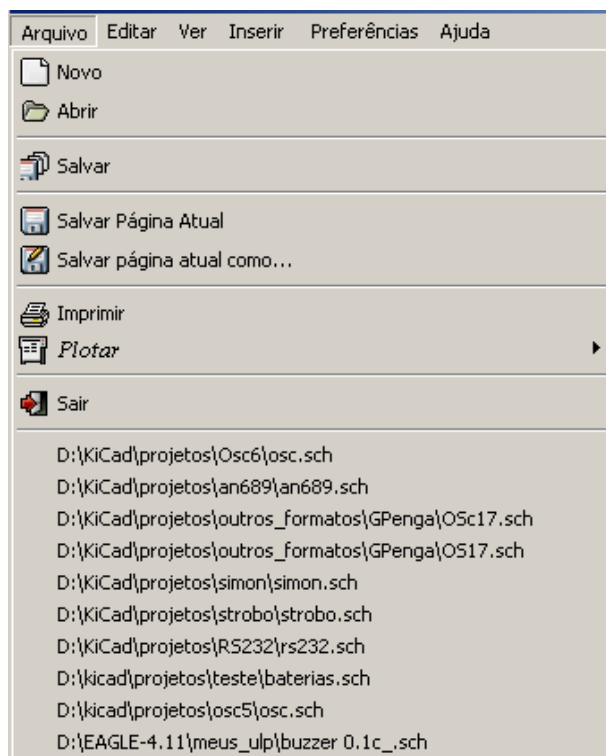 Arquivo Editar Ver Inserir Preferências Ajuda
Novo
Abrir
Salvar
Salvar Página Atual
Salvar página atual como...
Imprimir
Plotar
Sair
D:\KiCad\projetos\Osc6\osc.sch
D:\KiCad\projetos\an689\an689.sch
D:\KiCad\projetos\outros_formatos\GPenga\OSc17.sch
D:\KiCad\projetos\outros_formatos\GPenga\OS17.sch
D:\KiCad\projetos\simon\simon.sch
D:\KiCad\projetos\strobo\strobo.sch
D:\KiCad\projetos\RS232\rs232.sch
D:\kicad\projetos\teste\baterias.sch
D:\kicad\projetos\osc5\osc.sch
D:\EAGLE-4.11\meus_ulp\buzzer 0.1c_.sch